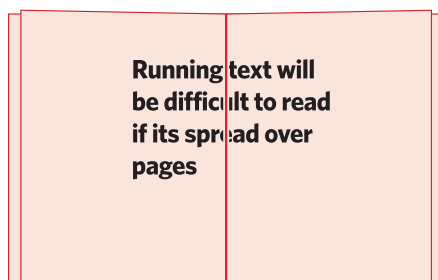 Running text will
be difficult to read
if its spread over
pages